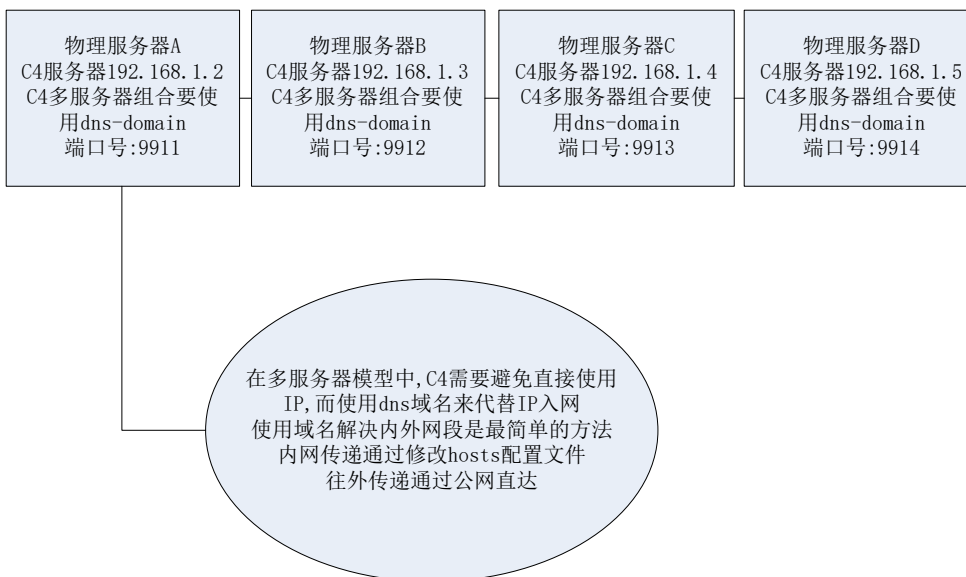 物理服务器A
C4服务器192.168.1.2
C4多服务器组合要使
用dns-domain
端口号:9911
物理服务器B
C4服务器192.168.1.3
C4多服务器组合要使
用dns-domain
端口号:9912
物理服务器C
C4服务器192.168.1.4
C4多服务器组合要使
用dns-domain
端口号:9913
物理服务器D
C4服务器192.168.1.5
C4多服务器组合要使
用dns-domain
端口号:9914
在多服务器模型中,C4需要避免直接使用
IP,而使用dns域名来代替IP入网
使用域名解决内外网段是最简单的方法
内网传递通过修改hosts配置文件
往外传递通过公网直达